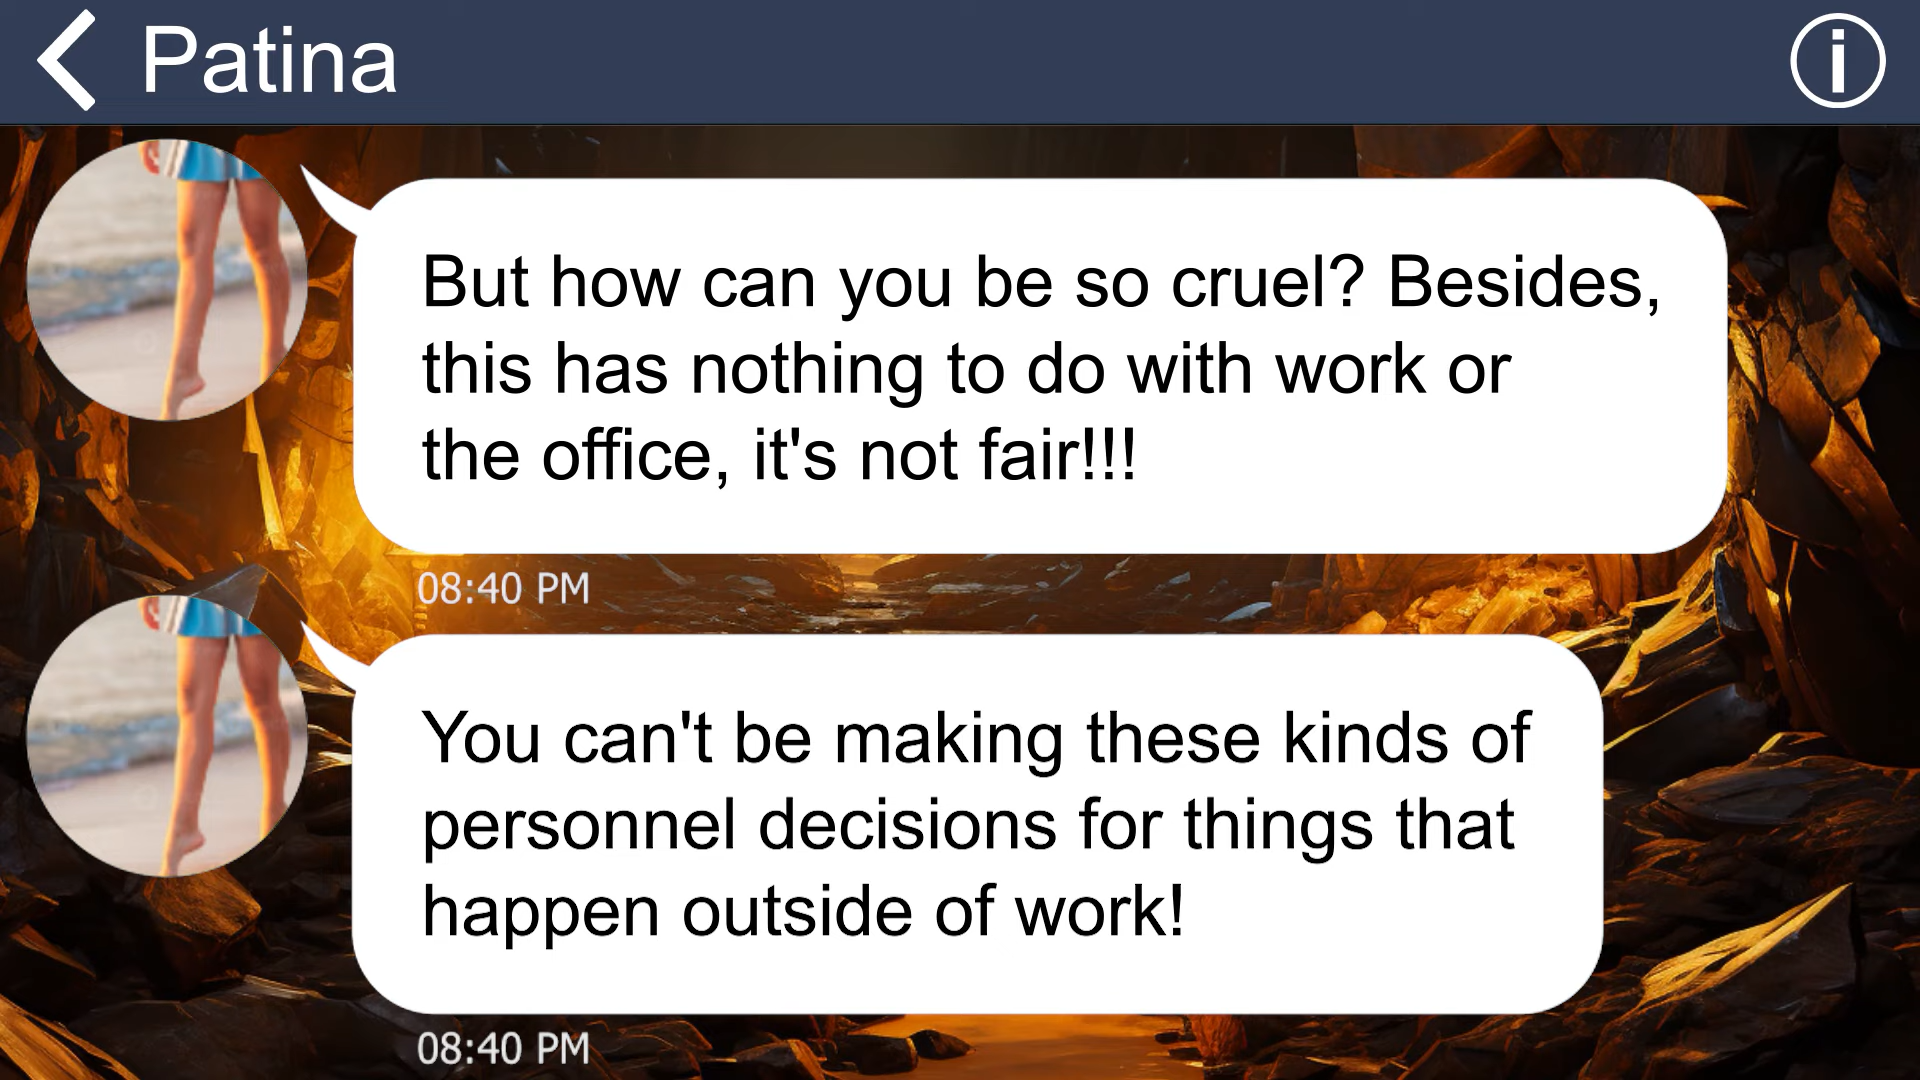 Patina
But how can you be so cruel? Besides,
this has nothing to do with work or
the office, it's not fair!!!
08:40 PM
You can't be making these kinds of
personnel decisions for things that
happen outside of work!
08:40 PM